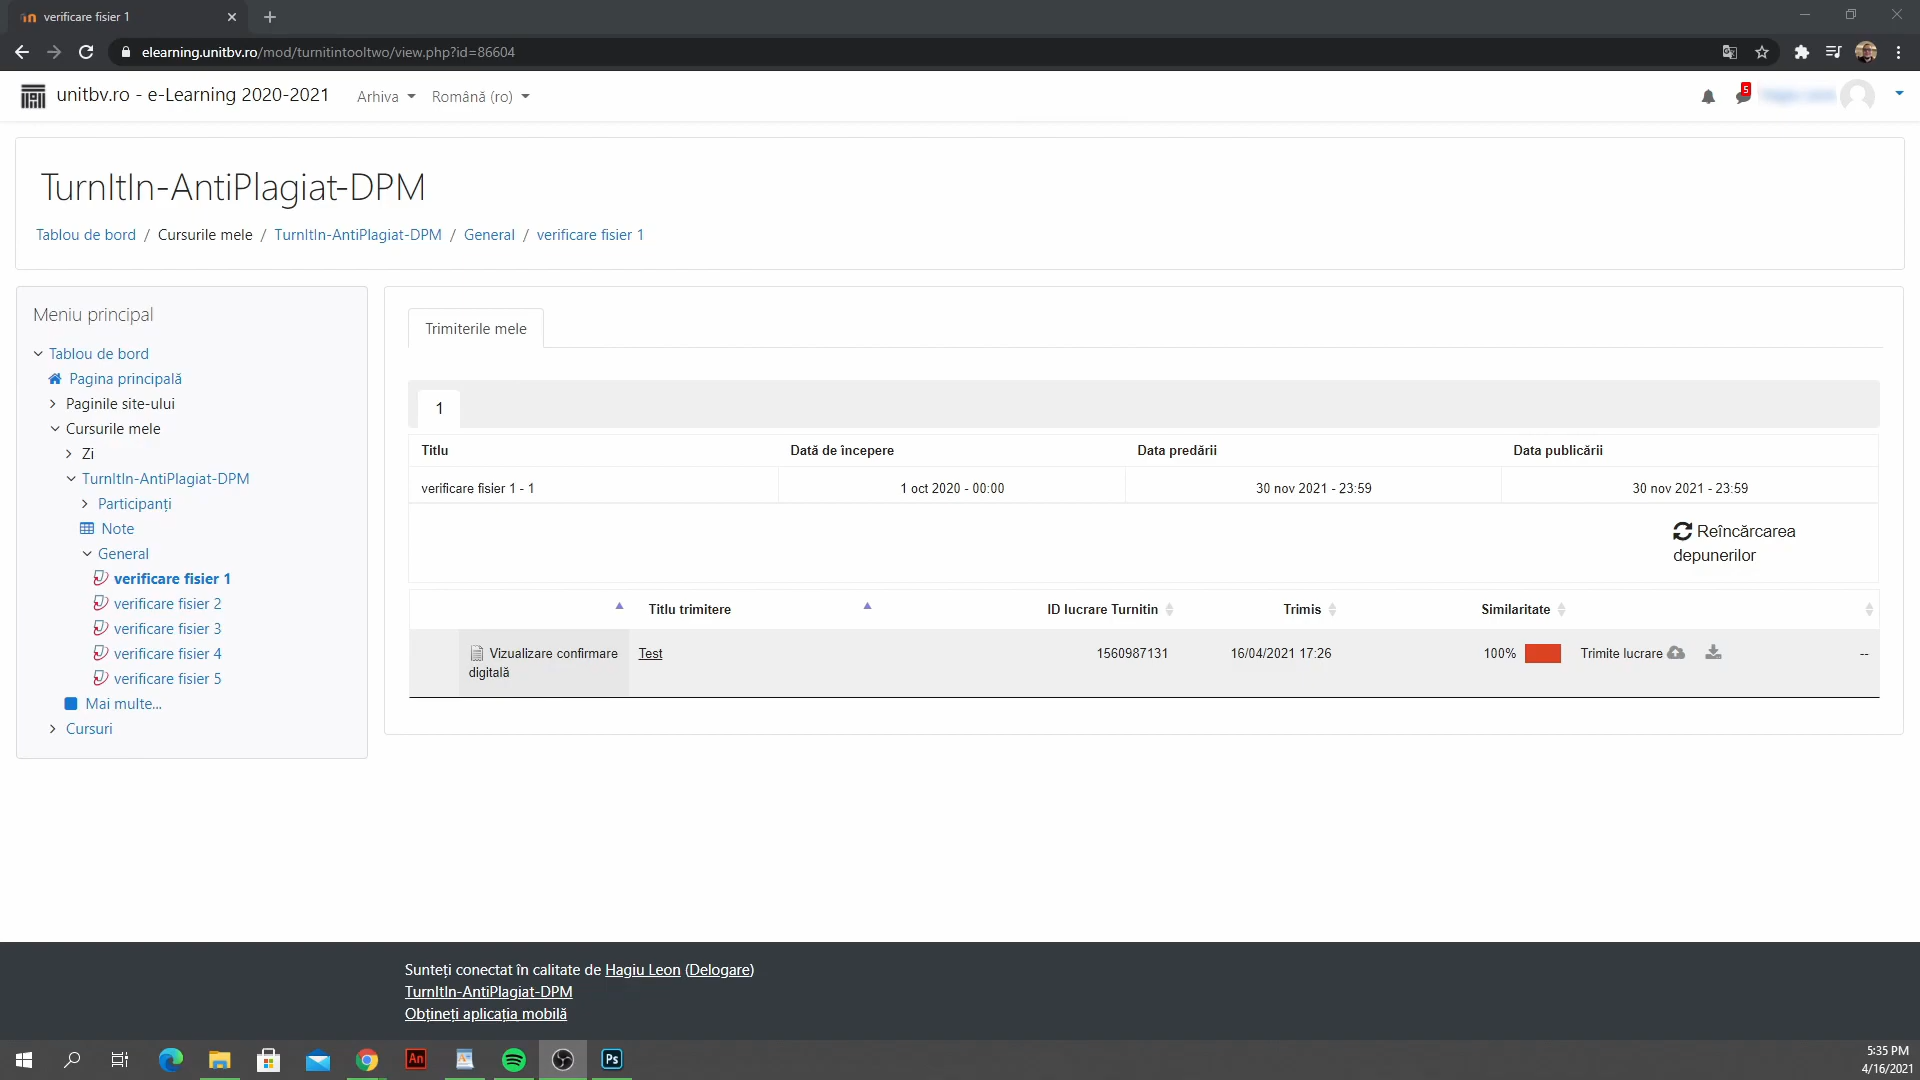 verificare fisier 1
elearning.unitbv.ro/mod/turnitintooltwo/view.php?id=86604
unitbv.ro - e-Learning 2020-2021 Arhiva Română (ro) 5
TurnItIn-AntiPlagiat-DPM
Tablou de bord / Cursurile mele / TurnItIn-AntiPlagiat-DPM / General / verificare fisier 1
Meniu principal
Tablou de bord
Pagina principală
Paginile site-ului
Cursurile mele
Zi
TurnItIn-AntiPlagiat-DPM
Participanți
Note
General
verificare fisier 1
verificare fisier 2
verificare fisier 3
verificare fisier 4
verificare fisier 5
Mai multe...
Cursuri
Trimiterile mele
1
Titlu Dată de începere Data predării Data publicării
verificare fisier 1 - 1 1 oct 2020 - 00:00 30 nov 2021 - 23:59 30 nov 2021 - 23:59
Reîncărcarea
depunerilor
Titlu trimitere ID lucrare Turnitin Trimis Similaritate
Vizualizare confirmare Test 1560987131 16/04/2021 17:26 100% Trimite lucrare --
digitală
Sunteți conectat în calitate de Hagiu Leon (Delogare)
TurnItIn-AntiPlagiat-DPM
Obțineți aplicația mobilă
An Ps
5:35 PM
4/16/2021